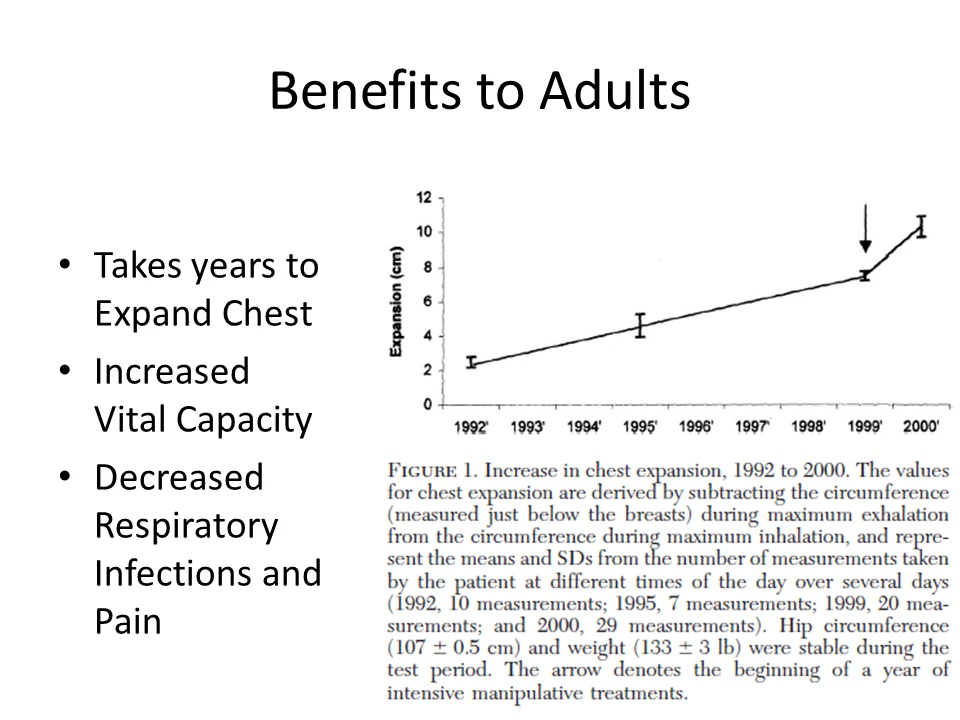 Benefits to Adults
• Takes years to
Expand Chest
• Increased
Vital Capacity
• Decreased
Respiratory
Infections and
Pain
Expansion (cm)
12
10
8
6
4
2
0
1992' 1993' 1994' 1995' 1996' 1997' 1998' 1999' 2000'
FIGURE 1. Increase in chest expansion, 1992 to 2000. The values
for chest expansion are derived by subtracting the circumference
(measured just below the breasts) during maximum exhalation
from the circumference during maximum inhalation, and repre-
sent the means and SDs from the number of measurements taken
by the patient at different times of the day over several days
(1992, 10 measurements; 1995, 7 measurements; 1999, 20 mea-
surements; and 2000, 29 measurements). Hip circumference
(107 ± 0.5 cm) and weight (133 ± 3 lb) were stable during the
test period. The arrow denotes the beginning of a year of
intensive manipulative treatments.